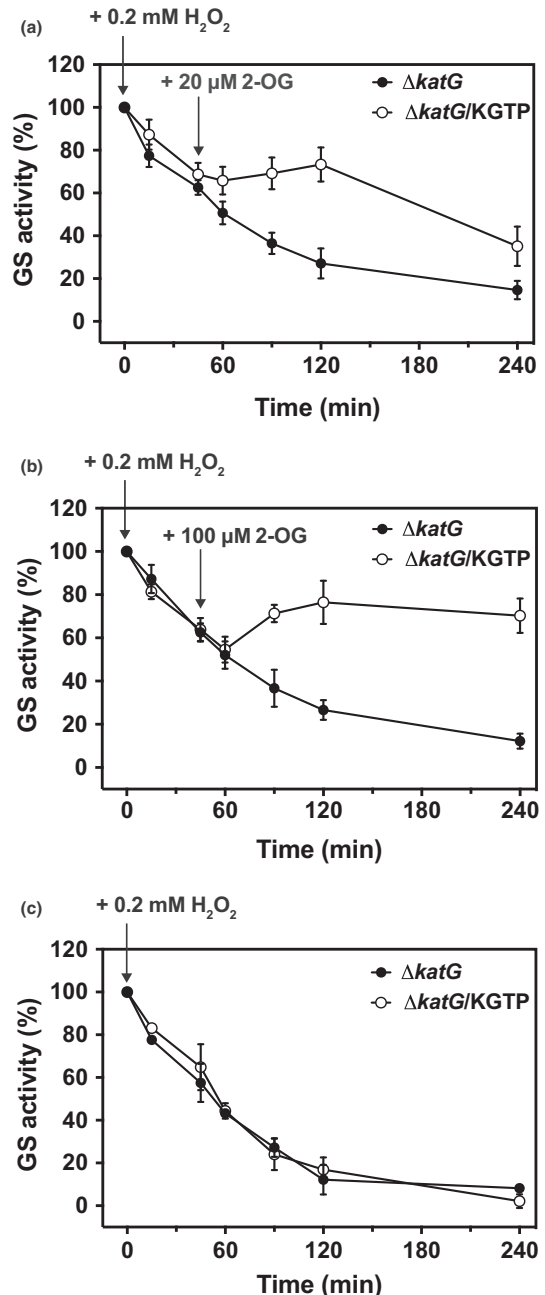 (a)
+ 0.2 mM H₂O₂
+ 20 µM 2-OG
ΔkatG
ΔkatG/KGTP
GS activity (%)
120
100
80
60
40
20
0
0 60 120 180 240
Time (min)
(b)
+ 0.2 mM H₂O₂
+ 100 µM 2-OG
ΔkatG
ΔkatG/KGTP
GS activity (%)
120
100
80
60
40
20
0
0 60 120 180 240
Time (min)
(c)
+ 0.2 mM H₂O₂
ΔkatG
ΔkatG/KGTP
GS activity (%)
120
100
80
60
40
20
0
0 60 120 180 240
Time (min)